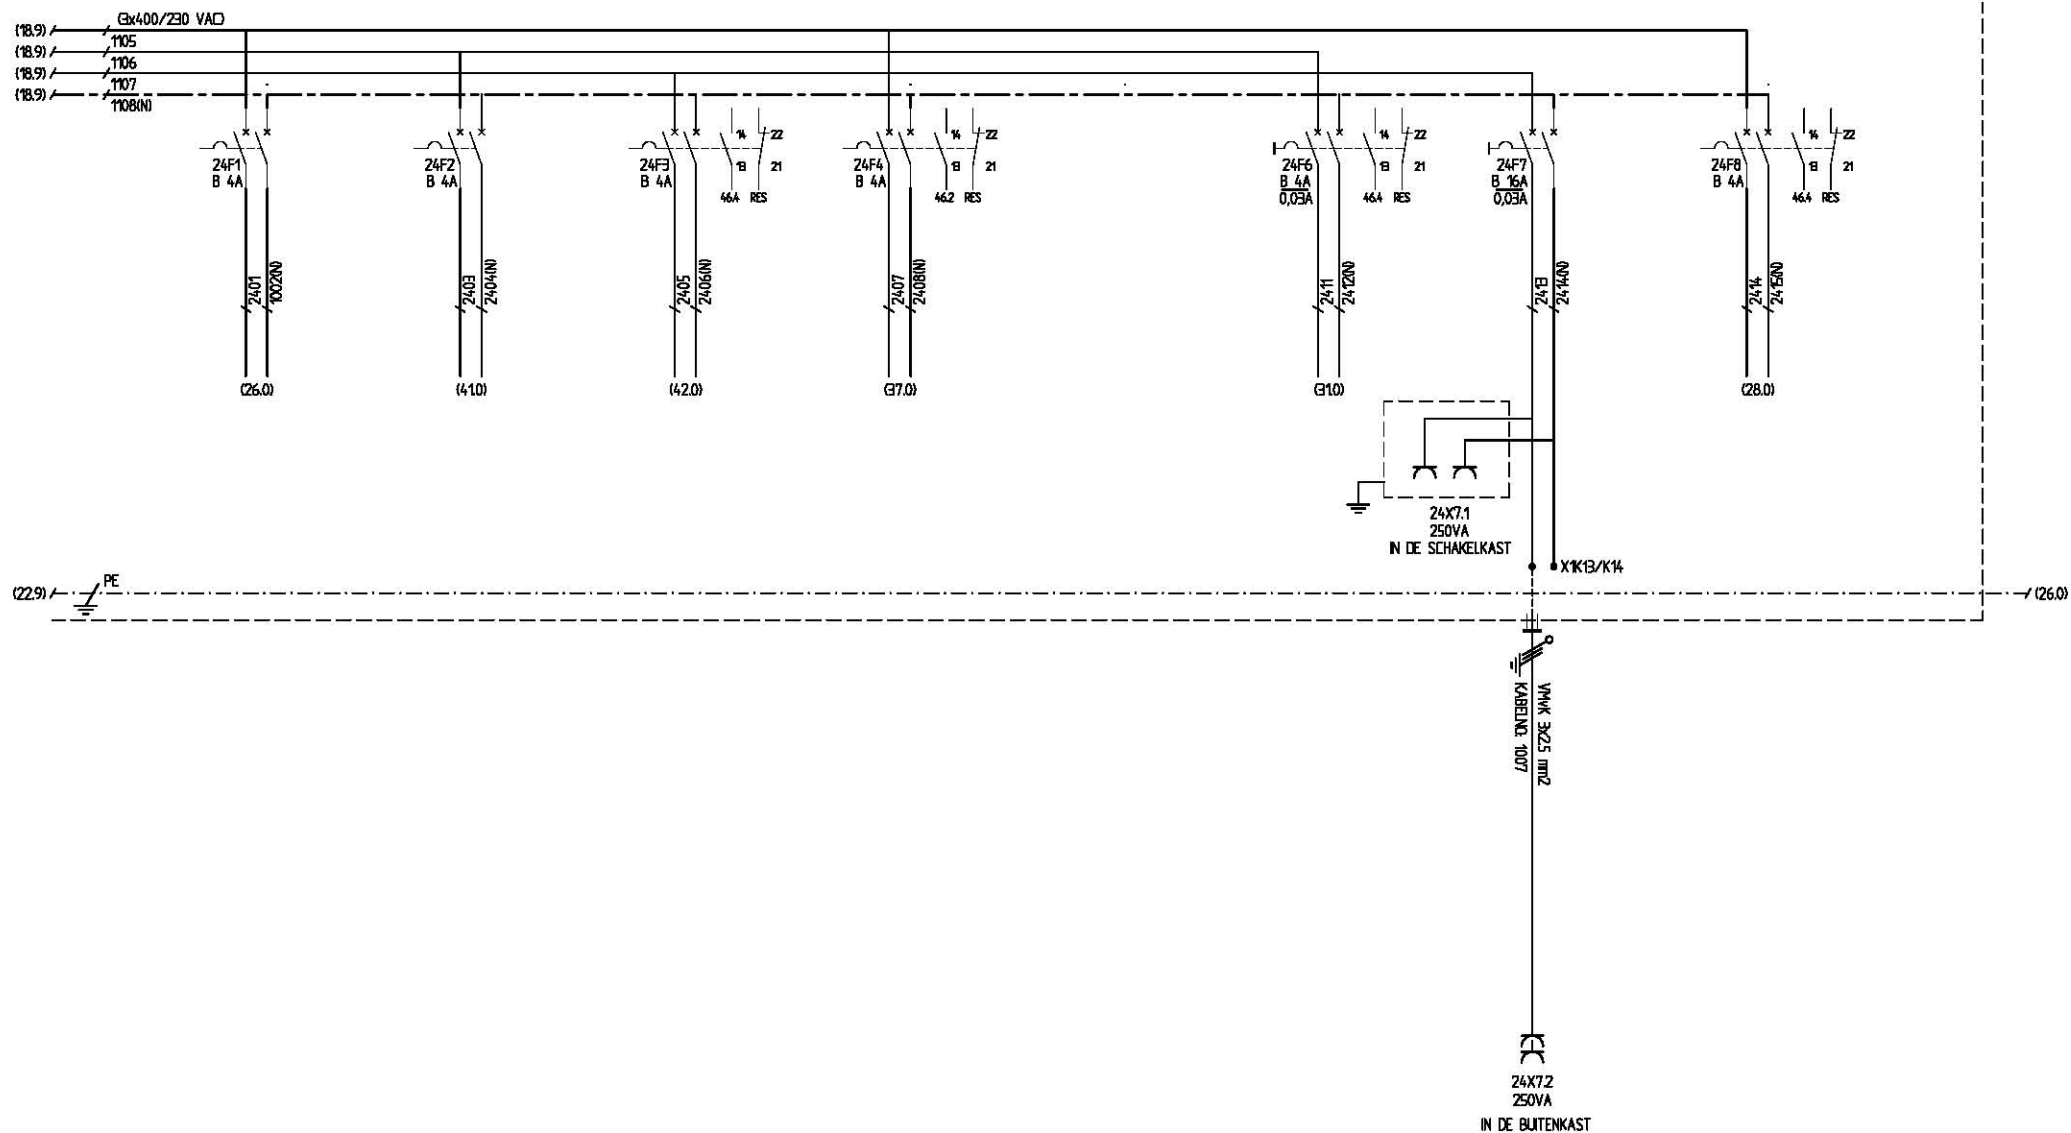 (3x400/230 VAC)
(18.9)
1105
(18.9)
1106
(18.9)
1107
(18.9)
1108(N)
24F1
B 4A
2401
1002(N)
(26.0)
24F2
B 4A
2403
2404(N)
(41.0)
24F3
B 4A
14
13
22
21
46.4 RES
2405
2406(N)
(42.0)
24F4
B 4A
14
13
22
21
46.2 RES
2407
2408(N)
(37.0)
24F6
B 4A
0,03A
14
13
22
21
46.4 RES
2411
2412(N)
(31.0)
24F7
B 16A
0,03A
2413
2414(N)
24F8
B 4A
14
13
22
21
46.4 RES
2414
2415(N)
(28.0)
24X7.1
250VA
IN DE SCHAKELKAST
X1K13/K14
(22.9)
PE
(26.0)
VMvK 3X2.5 mm2
KABELNO. 1007
24X7.2
250VA
IN DE BUITENKAST